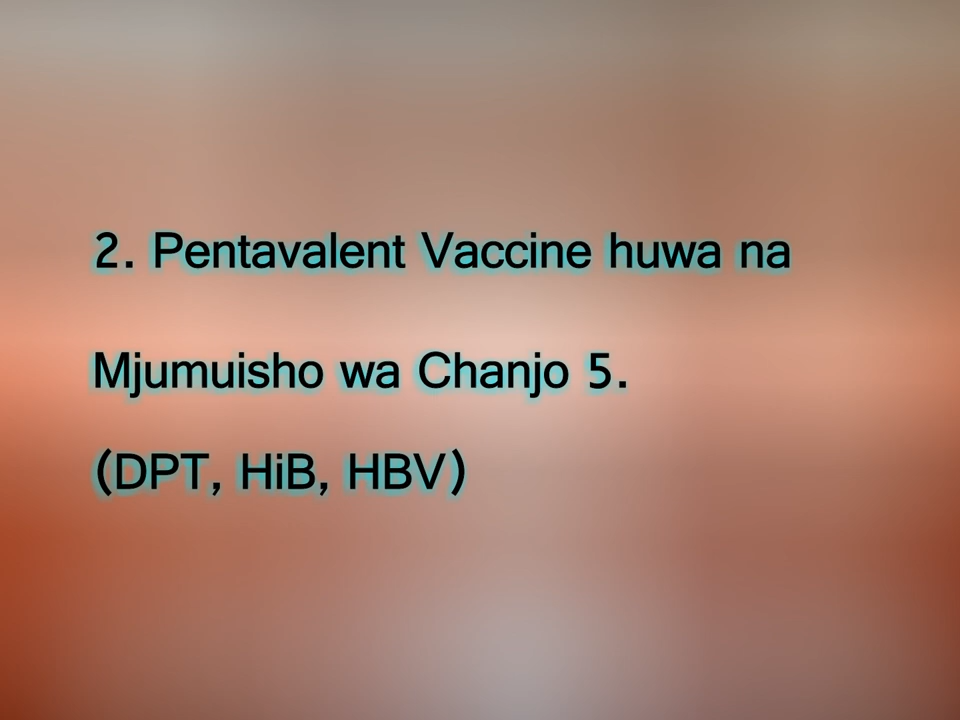 2. Pentavalent Vaccine huwa na
Mjumuisho wa Chanjo 5.
(DPT, HiB, HBV)